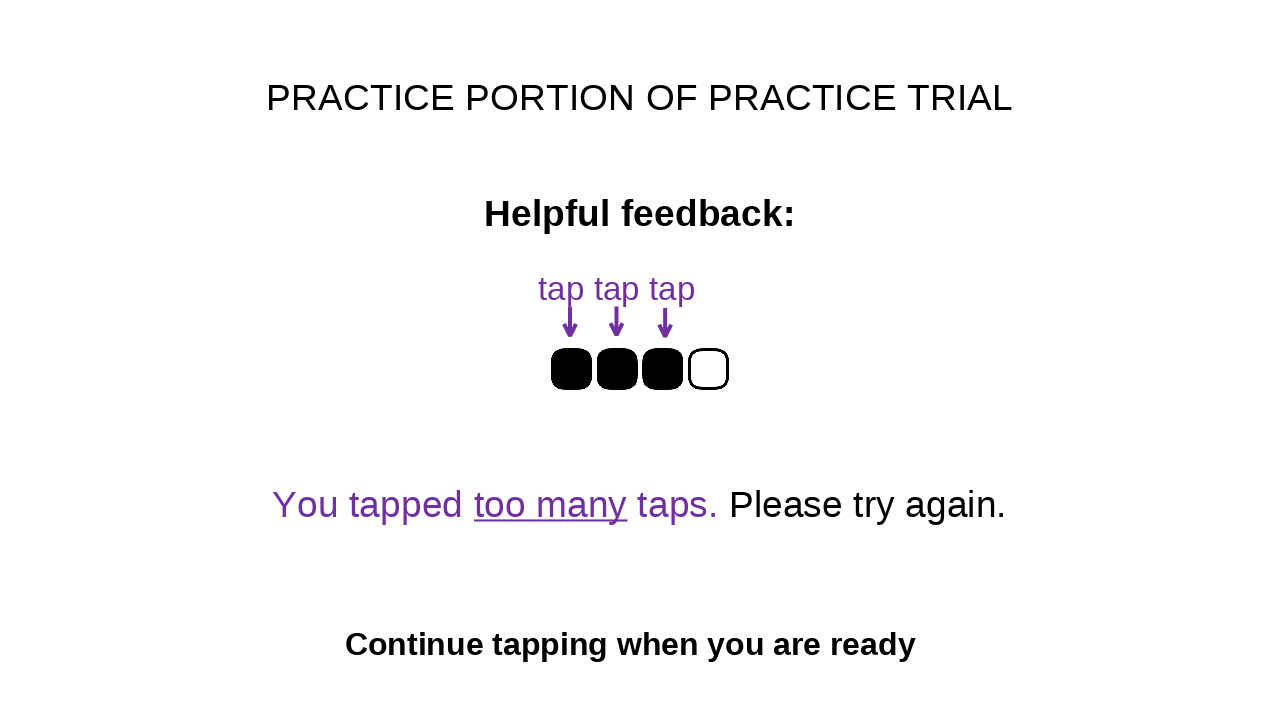 PRACTICE PORTION OF PRACTICE TRIAL
Helpful feedback:
tap tap tap
You tapped too many taps. Please try again.
Continue tapping when you are ready